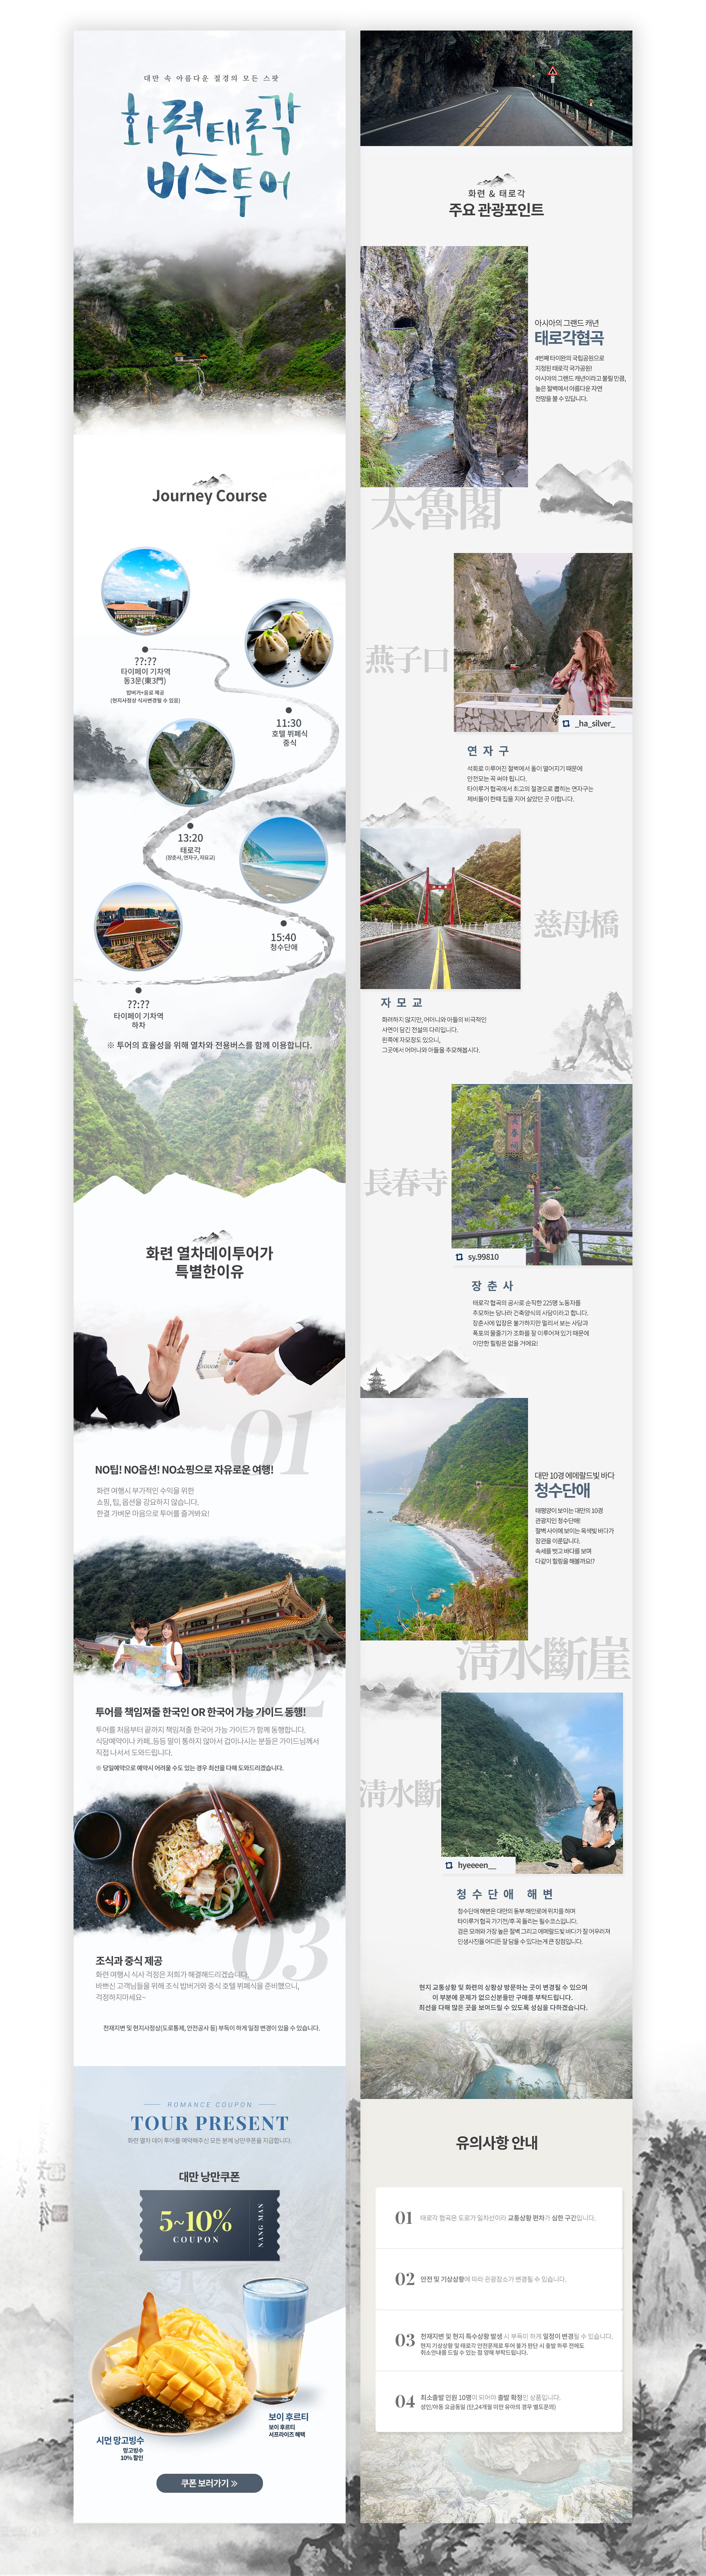 대만 속 아름다운 절경의 모든 스팟
화련태로각
버스투어
Journey Course
??:??
타이페이 기차역
동3문(東3門)
밥버거+음료 제공
(현지사정상 식사변경될 수 있음)
11:30
호텔 뷔페식
중식
13:20
태로각
(장춘사, 연자구, 자모교)
15:40
청수단애
??:??
타이페이 기차역
하차
※ 투어의 효율성을 위해 열차와 전용버스를 함께 이용합니다.
화련 열차데이투어가
특별한이유
01
NO팁! NO옵션! NO쇼핑으로 자유로운 여행!
화련 여행시 부가적인 수익을 위한
쇼핑, 팁, 옵션을 강요하지 않습니다.
한결 가벼운 마음으로 투어를 즐겨봐요!
02
투어를 책임져줄 한국인 OR 한국어 가능 가이드 동행!
투어를 처음부터 끝까지 책임져줄 한국어 가능 가이드가 함께 동행합니다.
식당예약이나 카페..등등 말이 통하지 않아서 겁이나시는 분들은 가이드님께서
직접 나서서 도와드립니다.
※ 당일예약으로 예약시 어려울 수도 있는 경우 최선을 다해 도와드리겠습니다.
03
조식과 중식 제공
화련 여행시 식사 걱정은 저희가 해결해드리겠습니다.
바쁘신 고객님들을 위해 조식 밥버거와 중식 호텔 뷔페식을 준비했으니,
걱정하지마세요~
천재지변 및 현지사정상(도로통제, 안전공사 등) 부득이 하게 일정 변경이 있을 수 있습니다.
ROMANCE COUPON
TOUR PRESENT
화련 열차 데이 투어를 예약해주신 모든 분께 낭만쿠폰을 지급합니다.
대만 낭만쿠폰
5~10%
COUPON
NANG MAN
시먼 망고빙수
망고빙수
10% 할인
보이 후르티
보이 후르티
서프라이즈 혜택
쿠폰 보러가기 >>
화련 & 태로각
주요 관광포인트
아시아의 그랜드 캐년
태로각협곡
4번째 타이완의 국립공원으로
지정된 태로각 국가공원!
아시아의 그랜드 캐년이라고 불릴 만큼,
높은 절벽에서 아름다운 자연
전망을 볼 수 있답니다.
太魯閣
燕子口
_ha_silver_
연자구
석회로 이루어진 절벽에서 돌이 떨어지기 때문에
안전모는 꼭 써야 됩니다.
타이루거 협곡에서 최고의 절경으로 뽑히는 연자구는
제비들이 한때 집을 지어 살았던 곳 이랍니다.
慈母橋
자모교
화려하지 않지만, 어머니와 아들의 비극적인
사연이 담긴 전설의 다리입니다.
왼쪽에 자모정도 있으니,
그곳에서 어머니와 아들을 추모해봅시다.
長春寺
sy.99810
장춘사
태로각 협곡의 공사로 순직한 225명 노동자를
추모하는 당나라 건축양식의 사당이라고 합니다.
장춘사에 입장은 불가하지만 멀리서 보는 사당과
폭포의 물줄기가 조화를 잘 이루어져 있기 때문에
이만한 힐링은 없을 거에요!
대만 10경 에메랄드빛 바다
청수단애
태평양이 보이는 대만의 10경
관광지인 청수단애!
절벽 사이에 보이는 옥색빛 바다가
장관을 이룬답니다.
속세를 벗고 바다를 보며
다같이 힐링을 해볼까요!?
淸水斷崖
淸水斷
hyeeeen__
청수단애 해변
청수단애 해변은 대만의 동부 해안로에 위치를 하며
타이루거 협곡 가기전/후 꼭 들리는 필수코스입니다.
검은 모래와 가장 높은 절벽 그리고 에메랄드빛 바다가 잘 어우러져
인생사진을 어디든 잘 담을 수 있다는게 큰 장점입니다.
현지 교통상황 및 화련의 상황상 방문하는 곳이 변경될 수 있으며
이 부분에 문제가 없으신분들만 구매를 부탁드립니다.
최선을 다해 많은 곳을 보여드릴 수 있도록 성심을 다하겠습니다.
유의사항 안내
01 태로각 협곡은 도로가 일차선이라 교통상황 편차가 심한 구간입니다.
02 안전 및 기상상황에 따라 관광장소가 변경될 수 있습니다.
03 천재지변 및 현지 특수상황 발생 시 부득이 하게 일정이 변경될 수 있습니다.
현지 기상상황 및 태로각 안전문제로 투어 불가 판단 시 출발 하루 전에도
취소안내를 드릴 수 있는 점 양해 부탁드립니다.
04 최소출발 인원 10명이 되어야 출발 확정인 상품입니다.
성인/아동 요금동일 (단,24개월 미만 유아의 경우 별도문의)